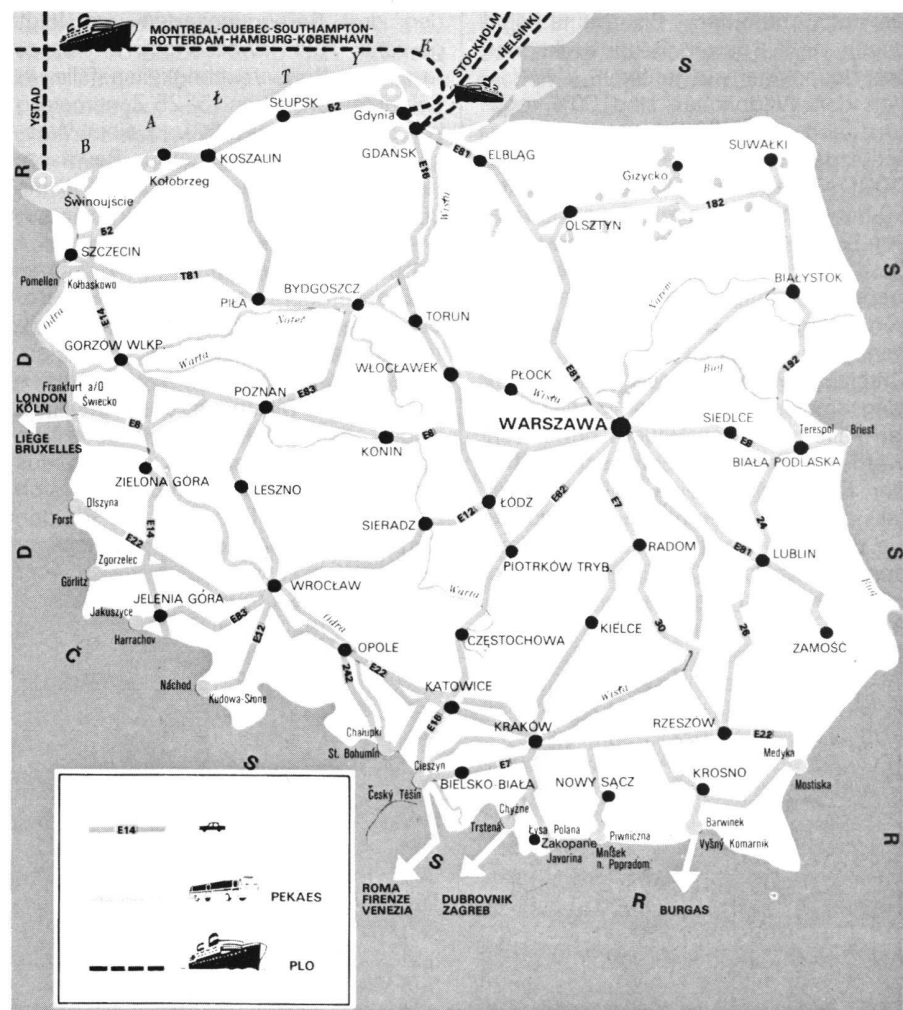 MONTREAL-QUEBEC-SOUTHAMPTON-
ROTTERDAM-HAMBURG-KØBENHAVN
STOCKHOLM
HELSINKI
YSTAD
B A Ł T Y K
S
SŁUPSK
52
Gdynia
GDANSK
E81
ELBLĄG
SUWAŁKI
Giżycko
KOSZALIN
Kołobrzeg
E16
Wisła
182
OLSZTYN
R
Świnoujscie
52
SZCZECIN
Pomellen
Kołbaskowo
T81
PIŁA
BYDGOSZCZ
TORUN
BIAŁYSTOK
S
Odra
E14
Noteć
Narew
GORZOW WLKP.
Warta
WŁOCŁAWEK
PŁOCK
Wisła
E81
Bug
192
D
Frankfurt a/O
Świecko
LONDON
KÖLN
LIÈGE
BRUXELLES
E8
POZNAN
E83
WARSZAWA
SIEDLCE
E8
Terespol
Briest
BIAŁA PODLASKA
KONIN
E8
ZIELONA GÓRA
LESZNO
Olszyna
Forst
E14
SIERADZ
E12
ŁÓDZ
E82
E7
24
D
E22
Zgorzelec
Görlitz
WROCŁAW
PIOTRKÓW TRYB.
RADOM
E81
LUBLIN
S
Bug
Warta
Jakuszyce
JELENIA GÓRA
Harrachov
E83
E12
Odra
OPOLE
CZĘSTOCHOWA
KIELCE
30
26
ZAMOŚĆ
Č
Náchod
Kudowa-Słone
242
E22
KATOWICE
Wisła
Chałupki
St. Bohumin
E16
KRAKÓW
RZESZÓW
E22
Medyka
Mostiska
S
Cieszyn
E7
Český Těšín
BIELSKO-BIAŁA
NOWY SĄCZ
KROSNO
Chyżne
Trstená
Łysa Polana
Zakopane
Javorina
Piwniczna
Mníšek
n. Popradom
Barwinek
Vyšný Komarnik
R
S
ROMA
FIRENZE
VENEZIA
DUBROVNIK
ZAGREB
R
BURGAS
E14
PEKAES
PLO